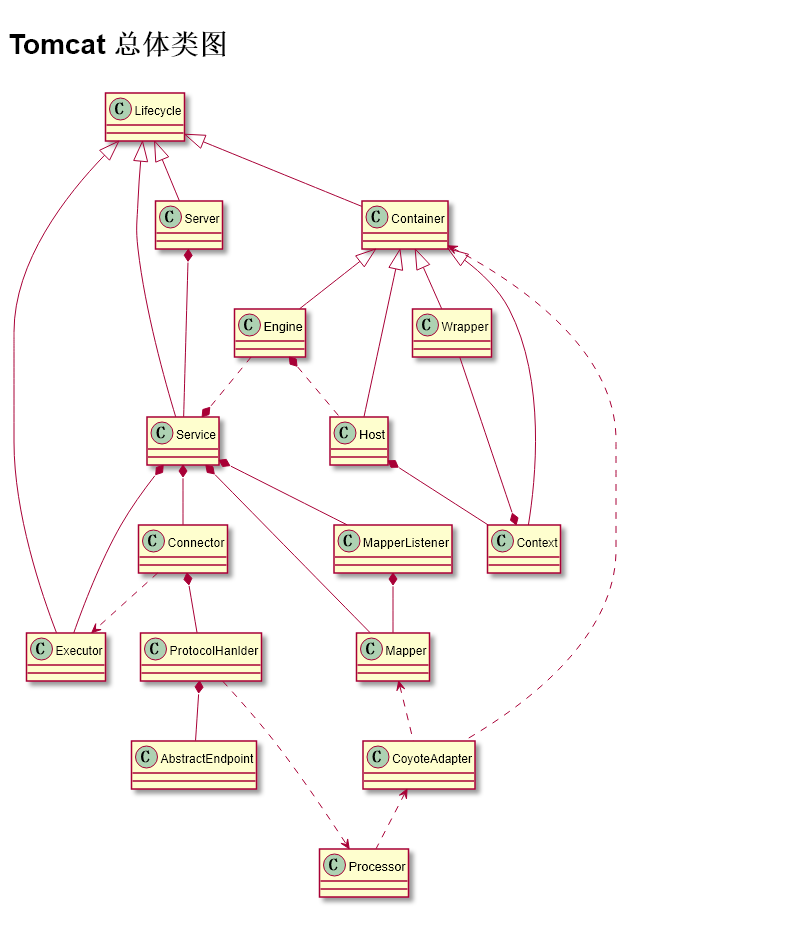 Tomcat 总体类图
C Lifecycle
C Server
C Container
C Engine
C Wrapper
C Service
C Host
C Connector
C MapperListener
C Context
C Executor
C ProtocolHanlder
C Mapper
C AbstractEndpoint
C CoyoteAdapter
C Processor